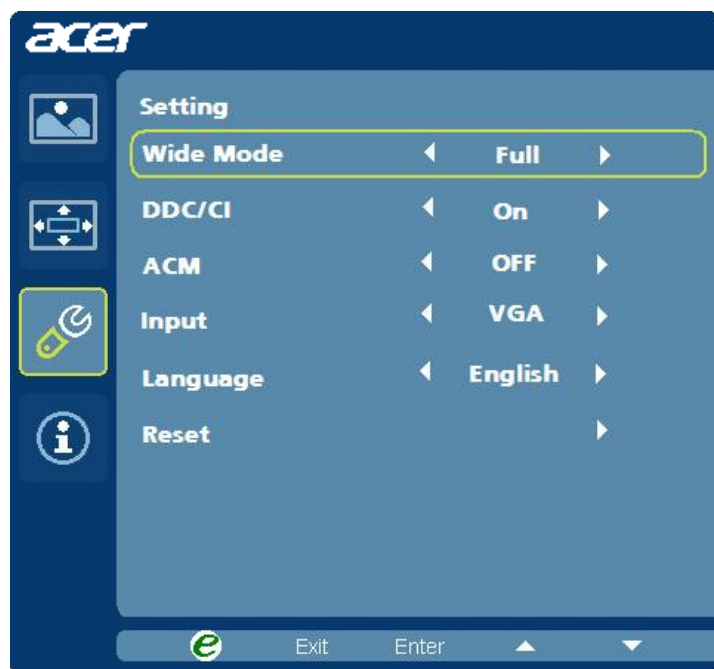 acer
Setting
Wide Mode Full
DDC/CI On
ACM OFF
Input VGA
Language English
Reset
e Exit Enter